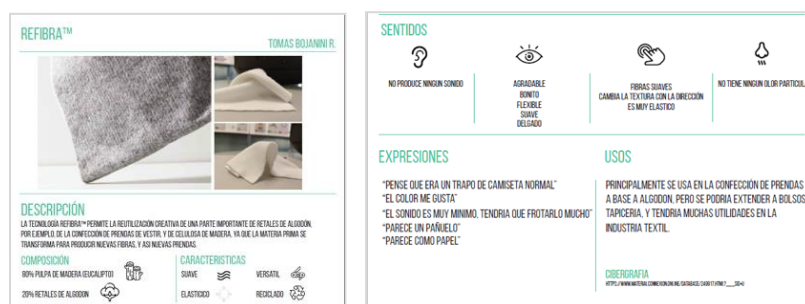 REFIBRA™
TOMAS BOJANINI R.
DESCRIPCIÓN
LA TECNOLOGÍA REFIBRA™ PERMITE LA REUTILIZACIÓN CREATIVA DE UNA PARTE IMPORTANTE DE RETALES DE ALGODÓN,
POR EJEMPLO, DE LA CONFECCIÓN DE PRENDAS DE VESTIR, Y DE CELULOSA DE MADERA, YA QUE LA MATERIA PRIMA SE
TRANSFORMA PARA PRODUCIR NUEVAS FIBRAS, Y ASI NUEVAS PRENDAS.
COMPOSICIÓN
80% PULPA DE MADERA (EUCALIPTO)
20% RETALES DE ALGODON
CARACTERISTICAS
SUAVE
VERSATIL
ELASTICICO
RECICLADO
SENTIDOS
NO PRODUCE NINGUN SONIDO
AGRADABLE
BONITO
FLEXIBLE
SUAVE
DELGADO
FIBRAS SUAVES
CAMBIA LA TEXTURA CON LA DIRECCIÓN
ES MUY ELASTICO
NO TIENE NINGUN OLOR PARTICUL
EXPRESIONES
"PENSE QUE ERA UN TRAPO DE CAMISETA NORMAL"
"EL COLOR ME GUSTA"
"EL SONIDO ES MUY MINIMO, TENDRIA QUE FROTARLO MUCHO"
"PARECE UN PAÑUELO"
"PARECE COMO PAPEL"
USOS
PRINCIPALMENTE SE USA EN LA CONFECCIÓN DE PRENDAS
A BASE A ALGODON, PERO SE PODRIA EXTENDER A BOLSOS
TAPICERIA, Y TENDRIA MUCHAS UTILIDADES EN LA
INDUSTRIA TEXTIL.
CIBERGRAFIA